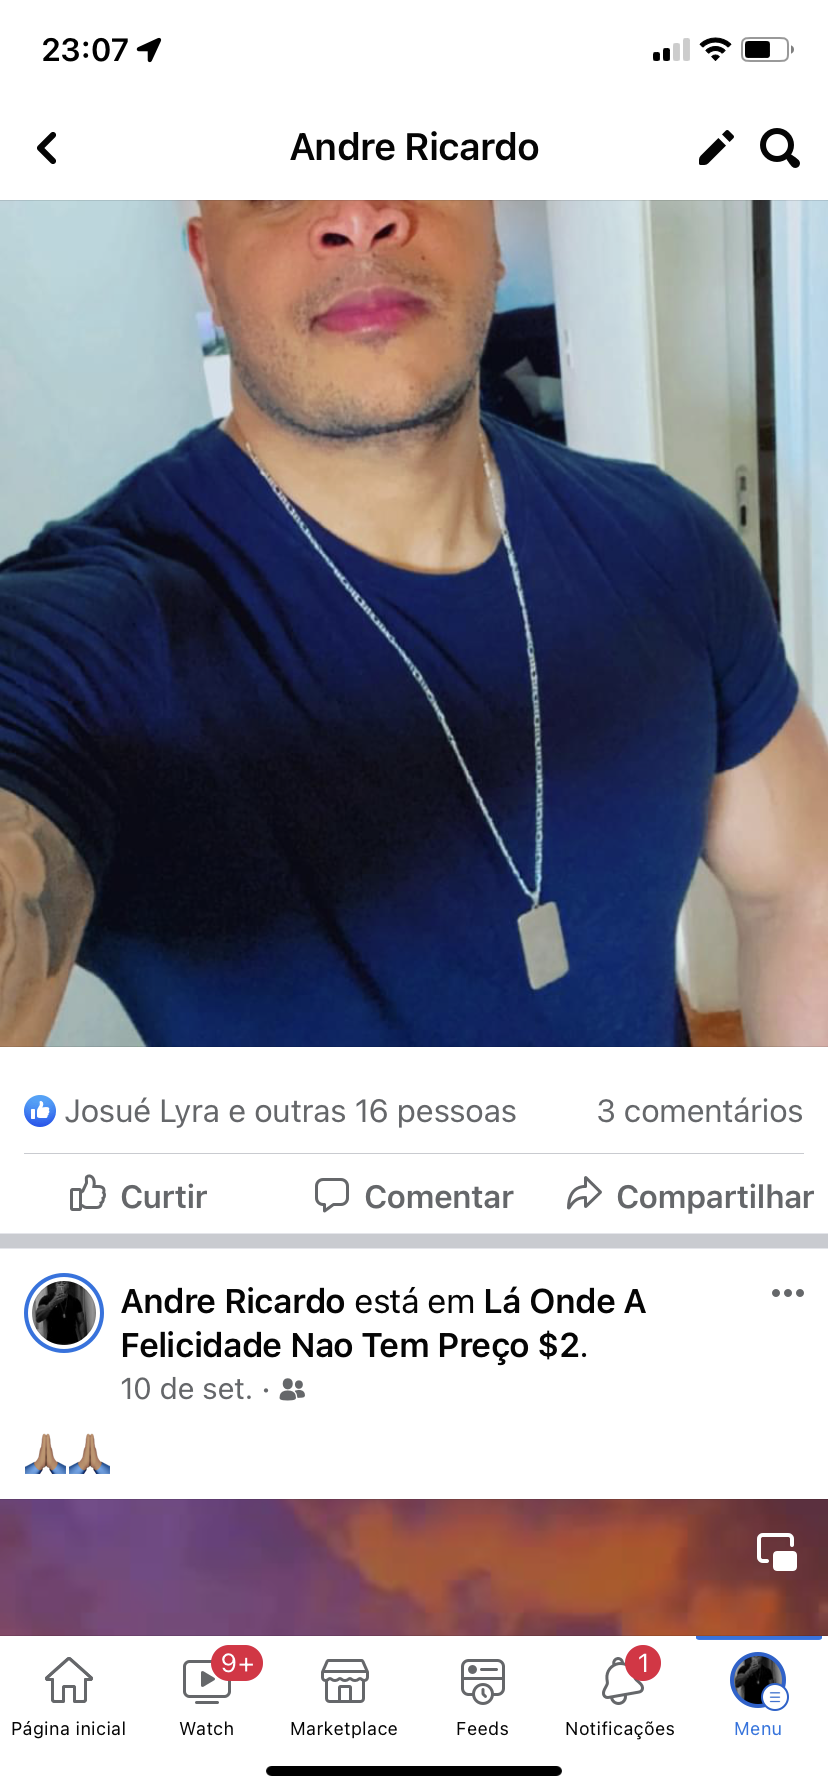 23:07
Andre Ricardo
Josué Lyra e outras 16 pessoas 3 comentários
Curtir Comentar Compartilhar
Andre Ricardo está em Lá Onde A
Felicidade Nao Tem Preço $2.
10 de set. ·
9+ 1
Página inicial Watch Marketplace Feeds Notificações Menu